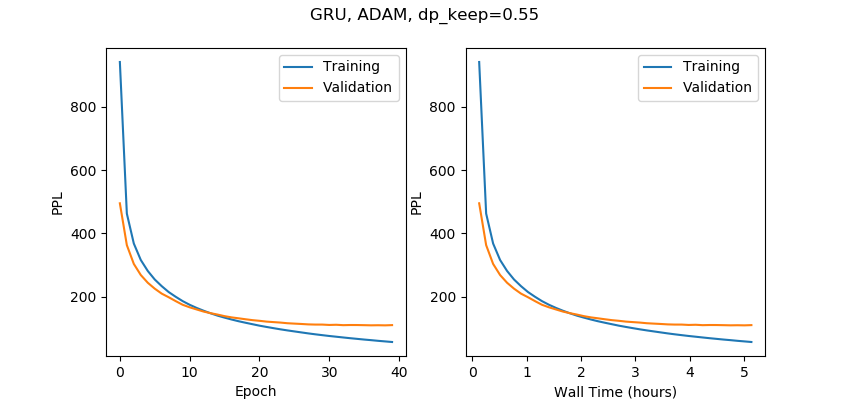 GRU, ADAM, dp_keep=0.55
Training
Validation
800
600
400
200
PPL
0
10
20
30
40
Epoch
Training
Validation
800
600
400
200
PPL
0
1
2
3
4
5
Wall Time (hours)